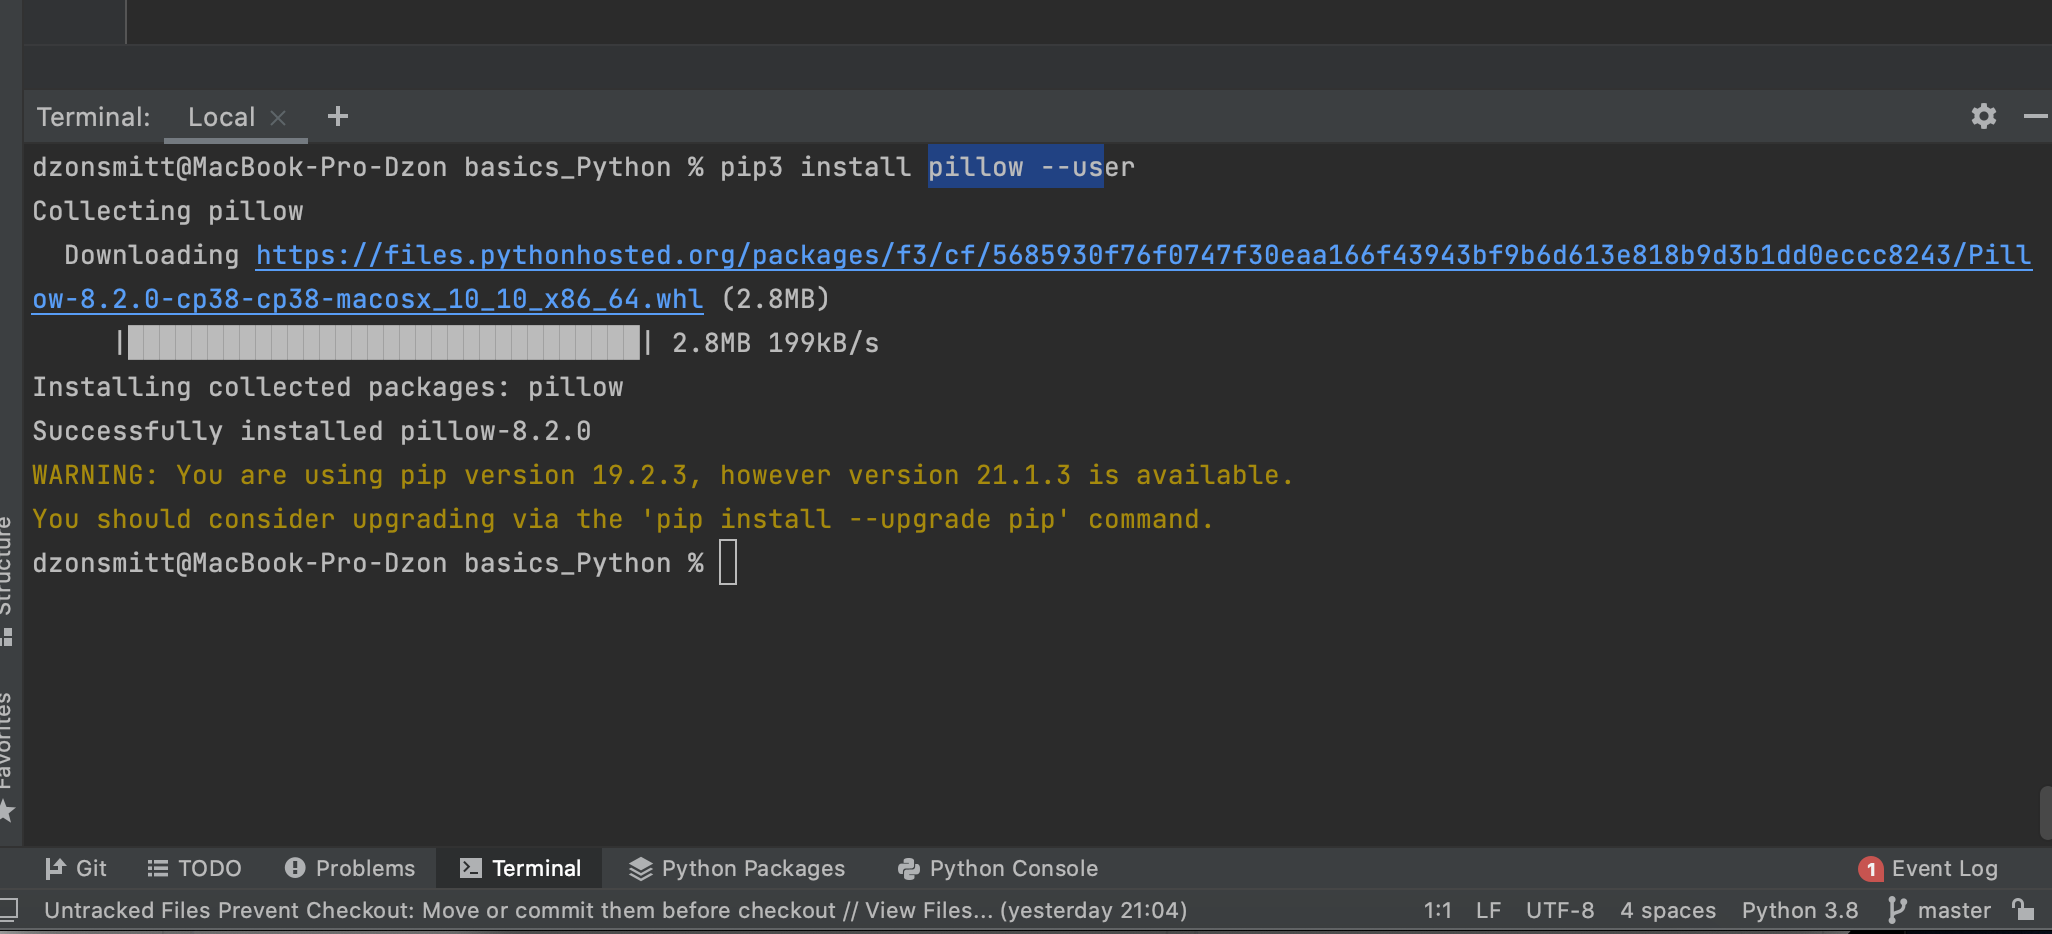 Terminal: Local × +
dzonsmitt@MacBook-Pro-Dzon basics_Python % pip3 install pillow --user
Collecting pillow
Downloading https://files.pythonhosted.org/packages/f3/cf/5685930f76f0747f30eaa166f43943bf9b6d613e818b9d3b1dd0eccc8243/Pill
ow-8.2.0-cp38-cp38-macosx_10_10_x86_64.whl (2.8MB)
|████████████████████████████████| 2.8MB 199kB/s
Installing collected packages: pillow
Successfully installed pillow-8.2.0
WARNING: You are using pip version 19.2.3, however version 21.1.3 is available.
You should consider upgrading via the 'pip install --upgrade pip' command.
dzonsmitt@MacBook-Pro-Dzon basics_Python %
Structure
Favorites
Git TODO Problems Terminal Python Packages Python Console 1 Event Log
Untracked Files Prevent Checkout: Move or commit them before checkout // View Files... (yesterday 21:04) 1:1 LF UTF-8 4 spaces Python 3.8 master